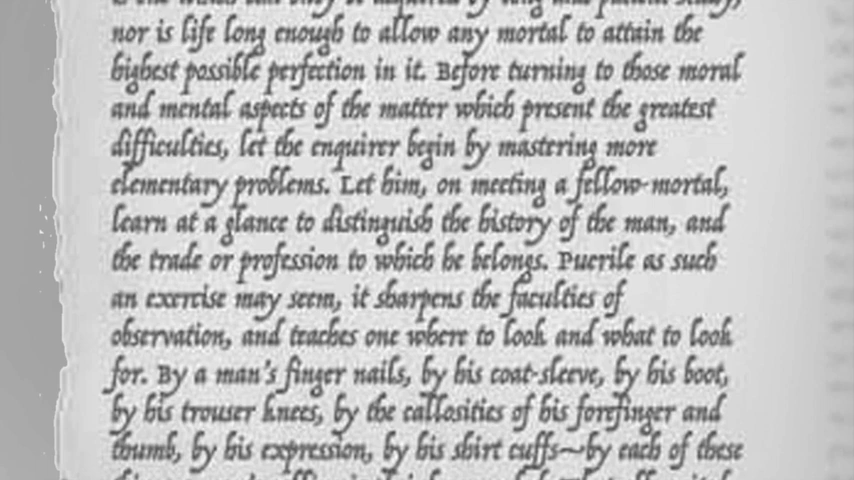 nor is life long enough to allow any mortal to attain the
highest possible perfection in it. Before turning to those moral
and mental aspects of the matter which present the greatest
difficulties, let the enquirer begin by mastering more
elementary problems. Let him, on meeting a fellow-mortal,
learn at a glance to distinguish the history of the man, and
the trade or profession to which he belongs. Puerile as such
an exercise may seem, it sharpens the faculties of
observation, and teaches one where to look and what to look
for. By a man's finger nails, by his coat-sleeve, by his boot,
by his trouser knees, by the callosities of his forefinger and
thumb, by his expression, by his shirt cuffs—by each of these